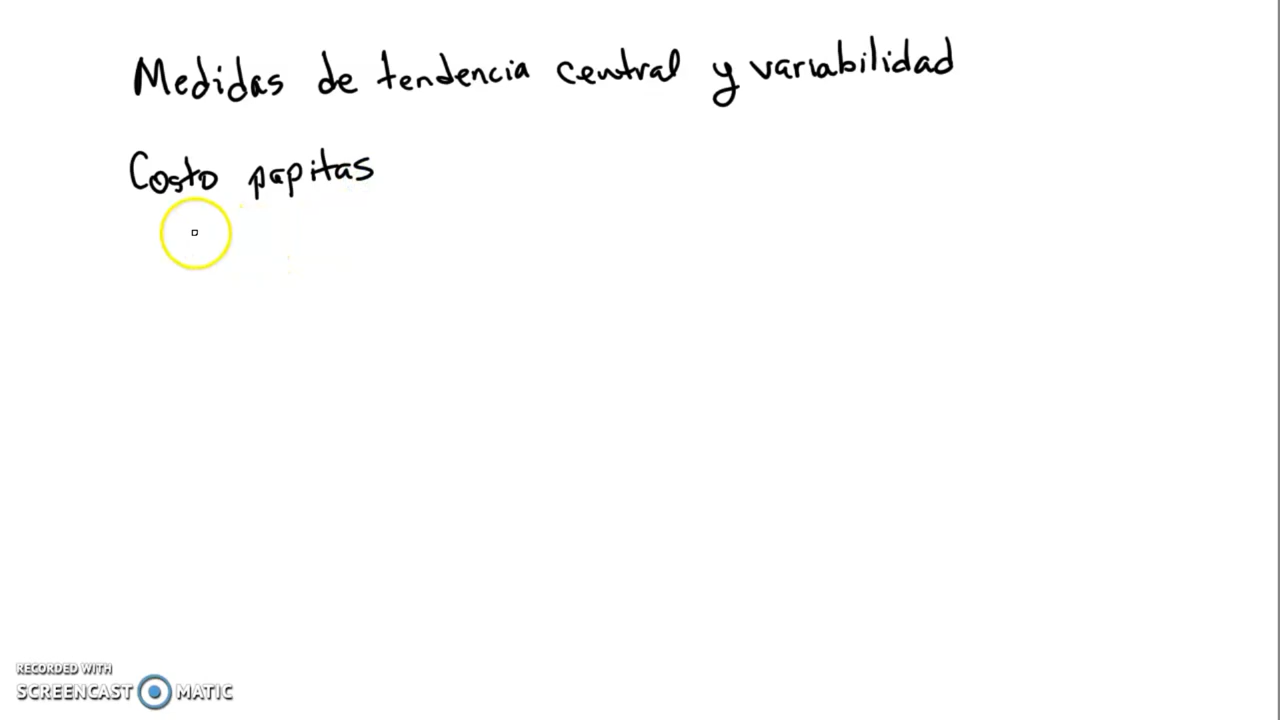 Medidas de tendencia central y variabilidad
Costo papitas
RECORDED WITH
SCREENCAST MATIC